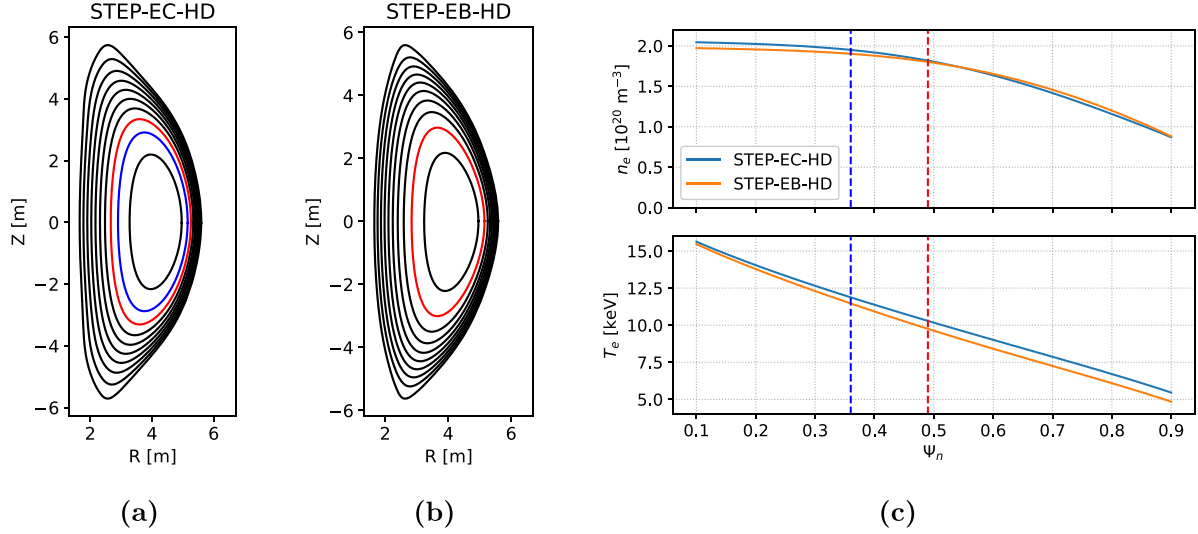 STEP-EC-HD
6
4
2
0
−2
−4
−6
Z [m]
2
4
6
R [m]
(a)
STEP-EB-HD
6
4
2
0
−2
−4
−6
Z [m]
2
4
6
R [m]
(b)
2.0
1.5
1.0
0.5
0.0
n_e [10^20 m^−3]
STEP-EC-HD
STEP-EB-HD
15.0
12.5
10.0
7.5
5.0
T_e [keV]
0.1 0.2 0.3 0.4 0.5 0.6 0.7 0.8 0.9
Ψ_n
(c)